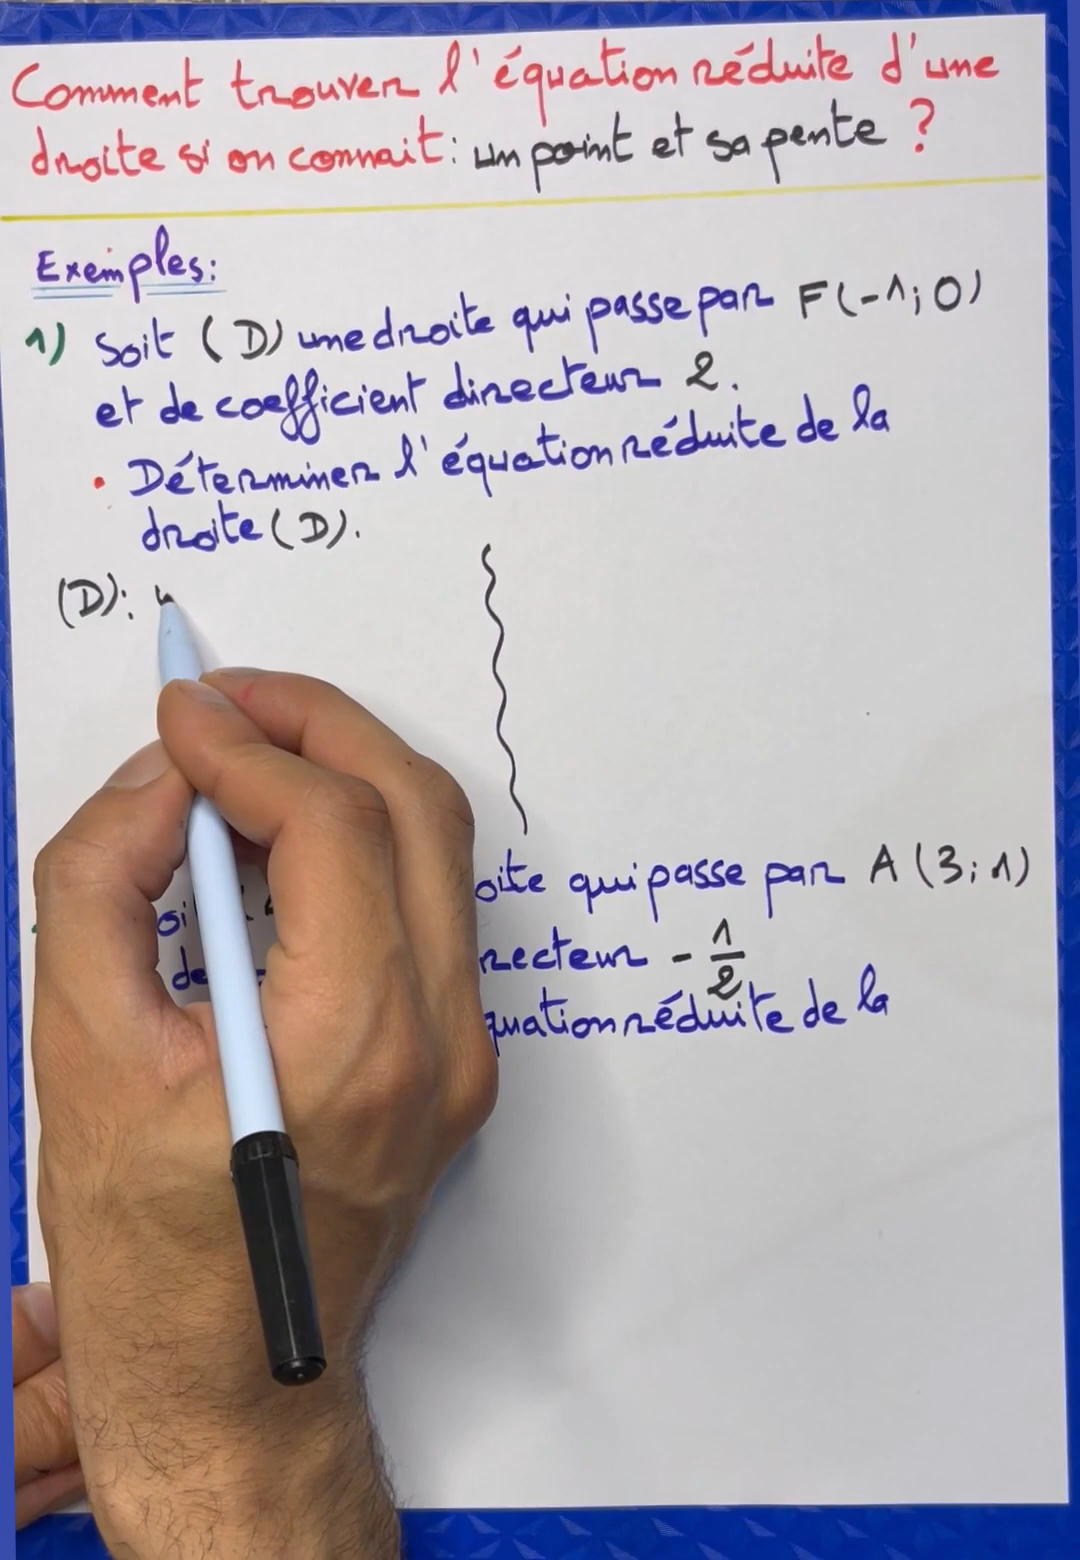 Comment trouver l'équation réduite d'une
droite si on connait: un point et sa pente ?
Exemples:
1) Soit (D) une droite qui passe par F(-1; 0)
et de coefficient directeur 2.
• Déterminer l'équation réduite de la
droite (D).
(D):
oite qui passe par A (3; 1)
de recteur - 1/2
quation réduite de la